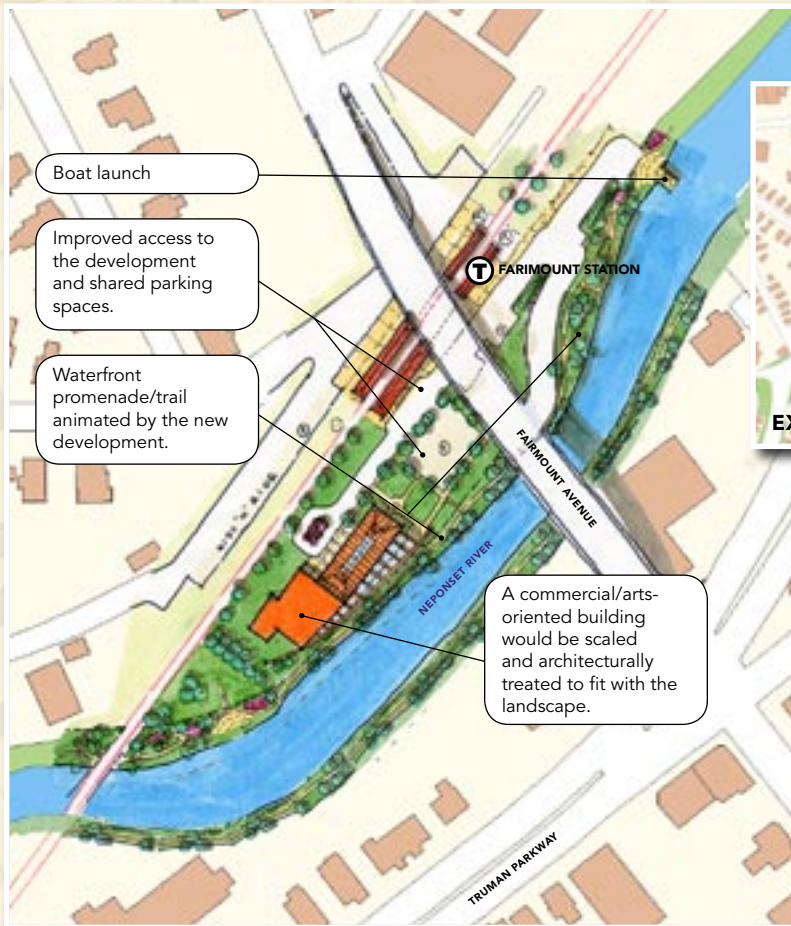 Boat launch
Improved access to
the development
and shared parking
spaces.
Waterfront
promenade/trail
animated by the new
development.
T FARIMOUNT STATION
FAIRMOUNT AVENUE
NEPONSET RIVER
A commercial/arts-
oriented building
would be scaled
and architecturally
treated to fit with the
landscape.
TRUMAN PARKWAY
EX